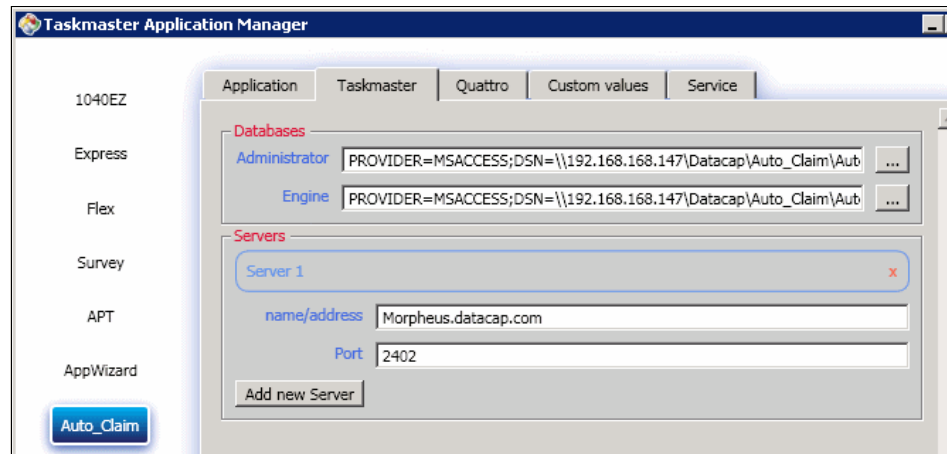 Taskmaster Application Manager
Application Taskmaster Quattro Custom values Service
1040EZ
Express
Flex
Survey
APT
AppWizard
Auto_Claim
Databases
Administrator PROVIDER=MSACCESS;DSN=\\192.168.168.147\Datacap\Auto_Claim\Aut ...
Engine PROVIDER=MSACCESS;DSN=\\192.168.168.147\Datacap\Auto_Claim\Aut ...
Servers
Server 1 x
name/address Morpheus.datacap.com
Port 2402
Add new Server